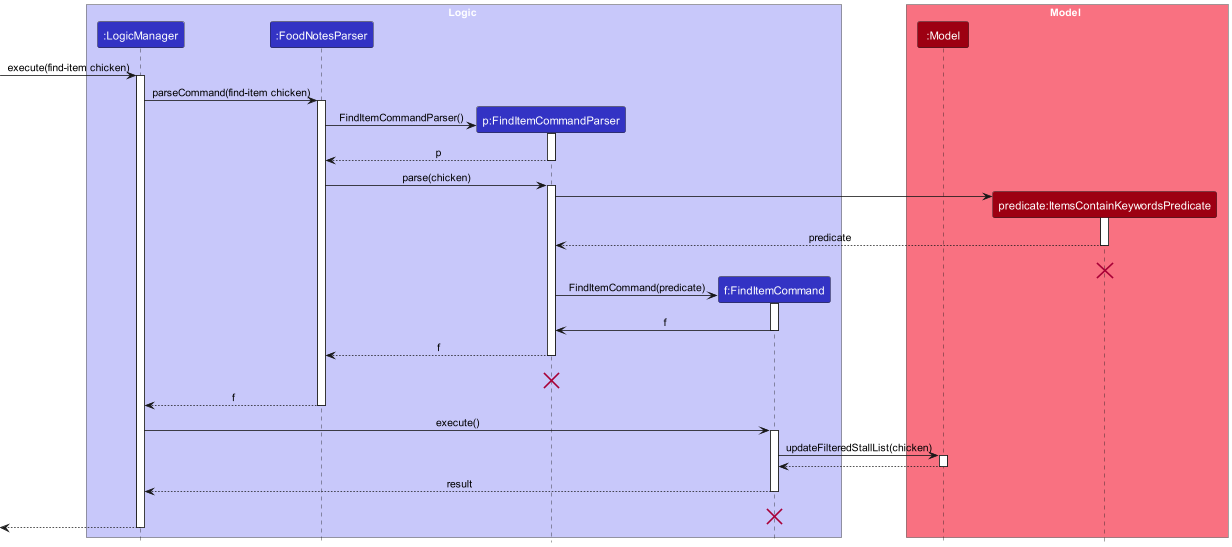 Logic
Model
:LogicManager
:FoodNotesParser
:Model
execute(find-item chicken)
parseCommand(find-item chicken)
FindItemCommandParser()
p:FindItemCommandParser
p
parse(chicken)
predicate:ItemsContainKeywordsPredicate
predicate
FindItemCommand(predicate)
f:FindItemCommand
f
f
f
execute()
updateFilteredStallList(chicken)
result